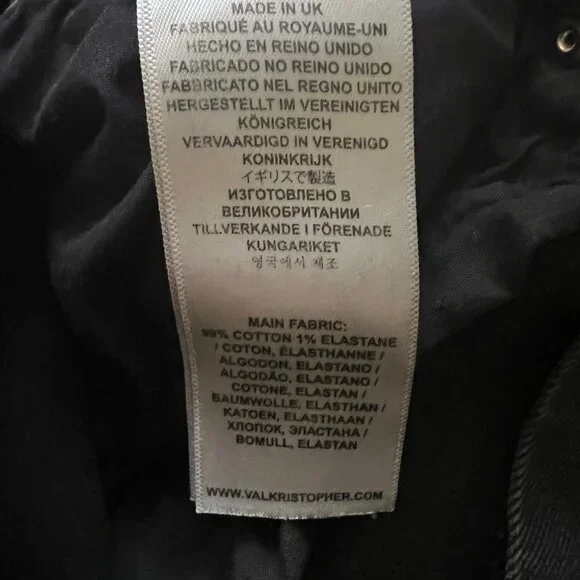 MADE IN UK
FABRIQUÉ AU ROYAUME-UNI
HECHO EN REINO UNIDO
FABRICADO NO REINO UNIDO
FABBRICATO NEL REGNO UNITO
HERGESTELLT IM VEREINIGTEN
KÖNIGREICH
VERVAARDIGD IN VERENIGD
KONINKRIJK
イギリスで製造
ИЗГОТОВЛЕНО В
ВЕЛИКОБРИТАНИИ
TILLVERKANDE I FÖRENADE
KUNGARIKET
영국에서 제조
MAIN FABRIC:
99% COTTON 1% ELASTANE
/ COTON, ÉLASTHANNE /
ALGODON, ELASTANO /
ALGODÃO, ELASTANO /
COTONE, ELASTAN /
BAUMWOLLE, ELASTHAN /
KATOEN, ELASTHAAN /
ХЛОПОК, ЭЛАСТАНА /
BOMULL, ELASTAN
WWW.VALKRISTOPHER.COM